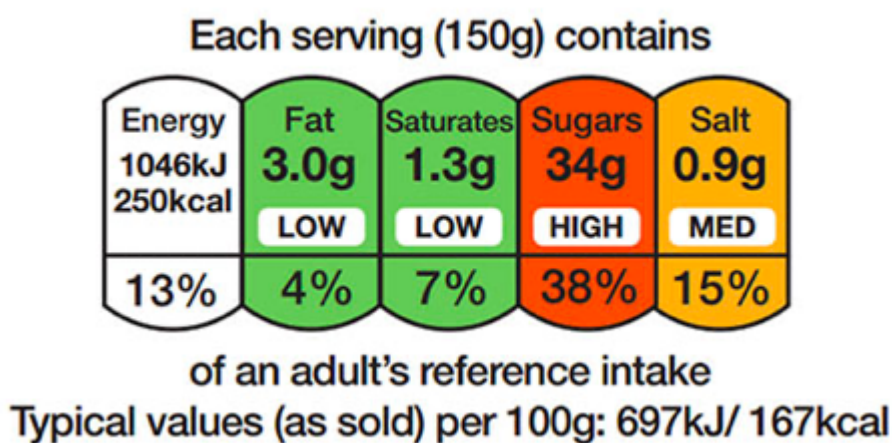 Each serving (150g) contains
Energy Fat Saturates Sugars Salt
1046kJ 3.0g 1.3g 34g 0.9g
250kcal
LOW LOW HIGH MED
13% 4% 7% 38% 15%
of an adult's reference intake
Typical values (as sold) per 100g: 697kJ/ 167kcal